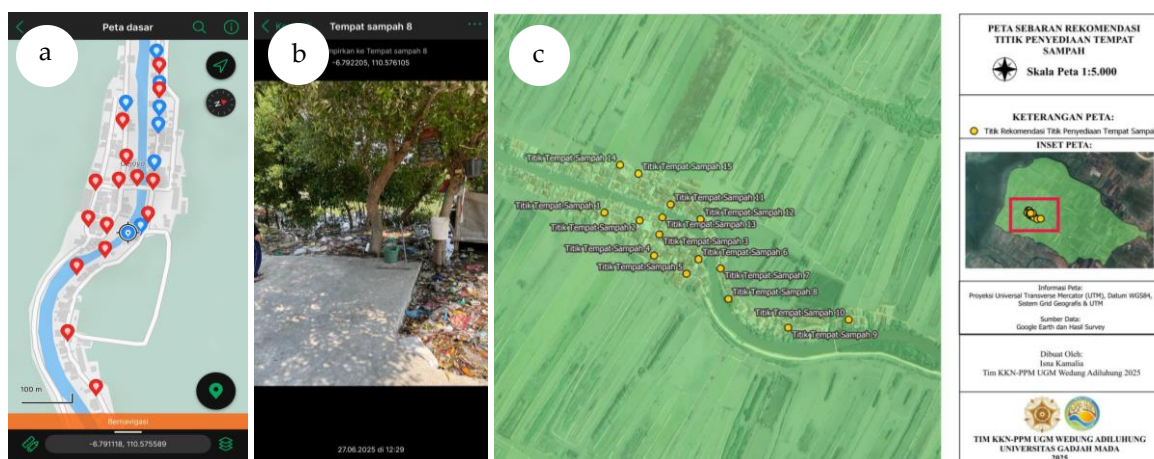 a
Peta dasar
100 m
Bernavigasi
-6.791118, 110.575589
b
Tempat sampah 8
mpirkan ke Tempat sampah 8
-6.792205, 110.576105
27.06.2025 di 12:29
c
Titik Tempat Sampah 14
Titik Tempat Sampah 15
Titik Tempat Sampah 11
Titik Tempat Sampah 1
Titik Tempat Sampah 12
Titik Tempat Sampah 2
Titik Tempat Sampah 13
Titik Tempat Sampah 3
Titik Tempat Sampah 4
Titik Tempat Sampah 6
Titik Tempat Sampah 5
Titik Tempat Sampah 7
Titik Tempat Sampah 8
Titik Tempat Sampah 10
Titik Tempat Sampah 9
PETA SEBARAN REKOMENDASI
TITIK PENYEDIAAN TEMPAT
SAMPAH
Skala Peta 1:5.000
KETERANGAN PETA:
Titik Rekomendasi Titik Penyediaan Tempat Sampa
INSET PETA:
Informasi Peta:
Proyeksi Universal Transverse Mercator (UTM), Datum WGS84,
Sistem Grid Geografis & UTM
Sumber Data:
Google Earth dan Hasil Survey
Dibuat Oleh:
Isna Kamalia
Tim KKN-PPM UGM Wedung Adiluhung 2025
TIM KKN-PPM UGM WEDUNG ADILUHUNG
UNIVERSITAS GADJAH MADA
2025